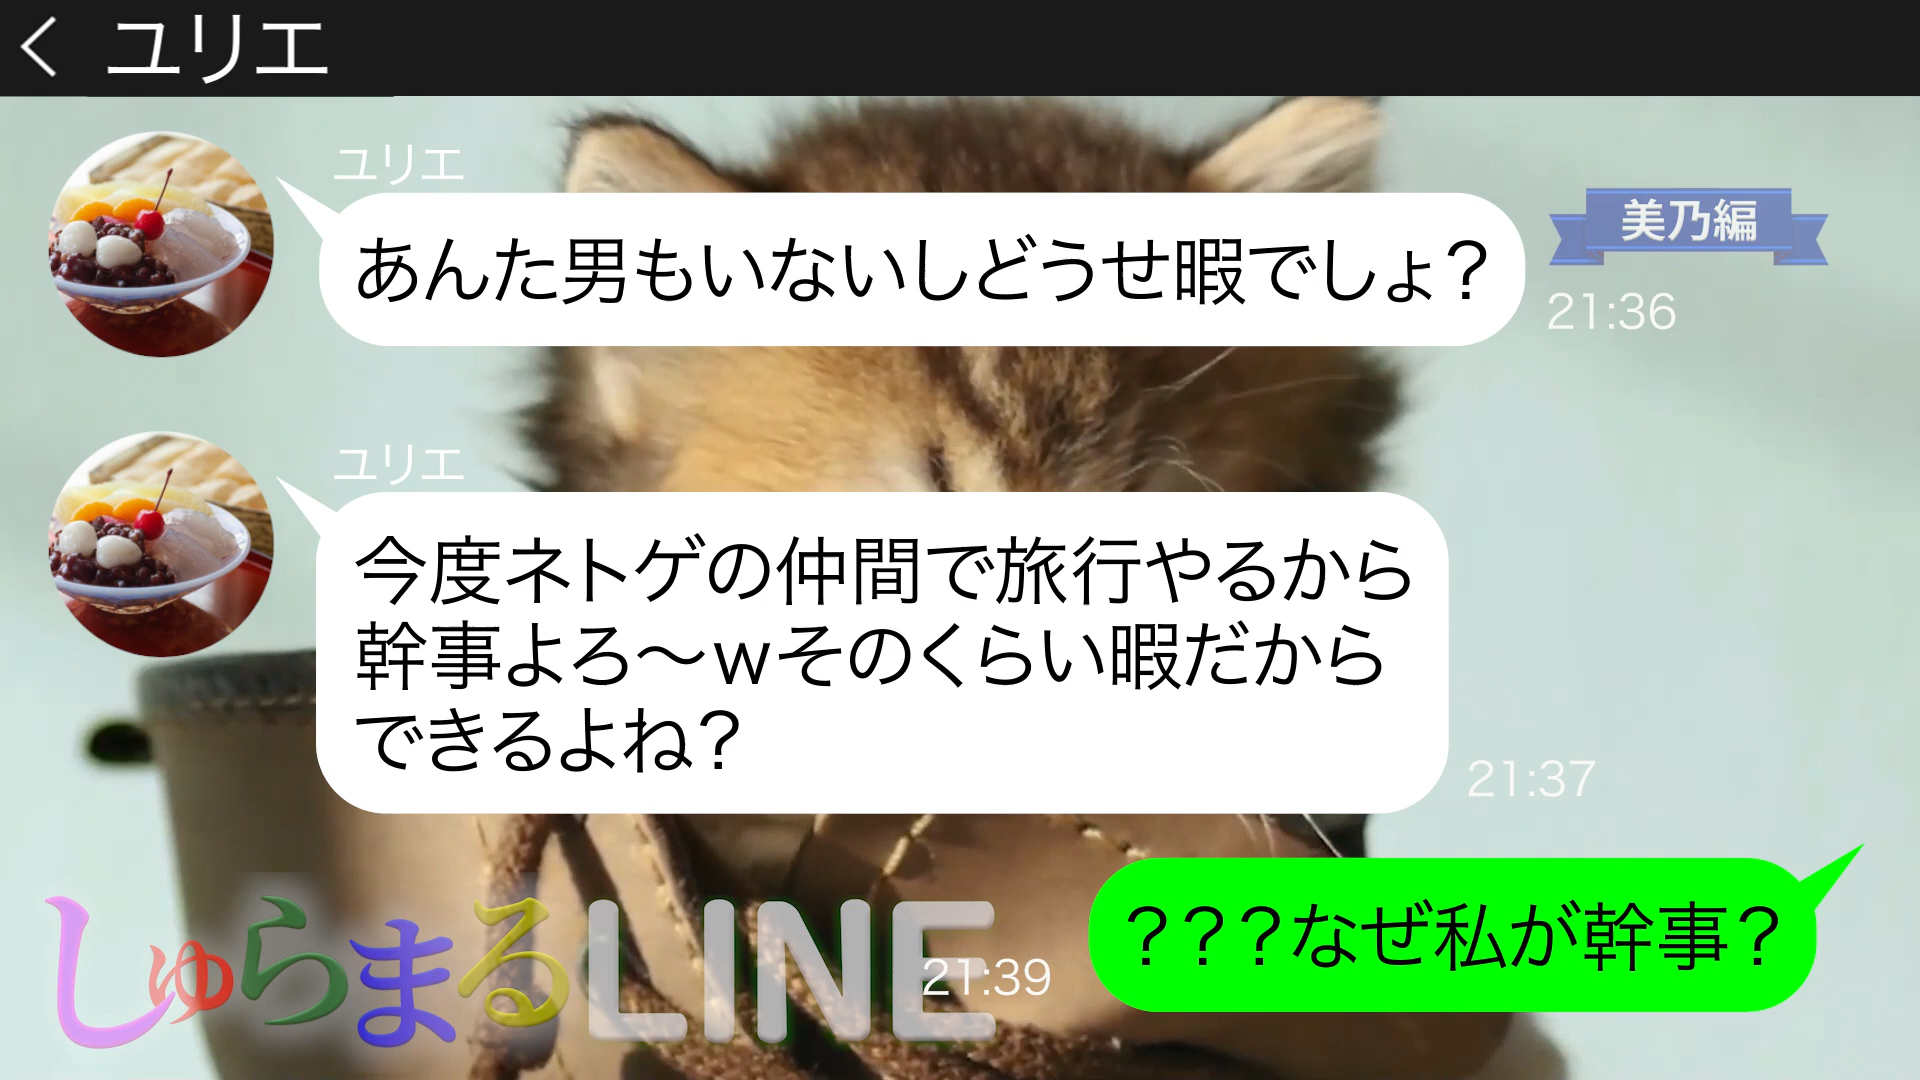 ユリエ
ユリエ
あんた男もいないしどうせ暇でしょ？
美乃編
21:36
ユリエ
今度ネトゲの仲間で旅行やるから
幹事よろ〜wそのくらい暇だから
できるよね？
21:37
？？？なぜ私が幹事？
21:39
しゅらまるLINE